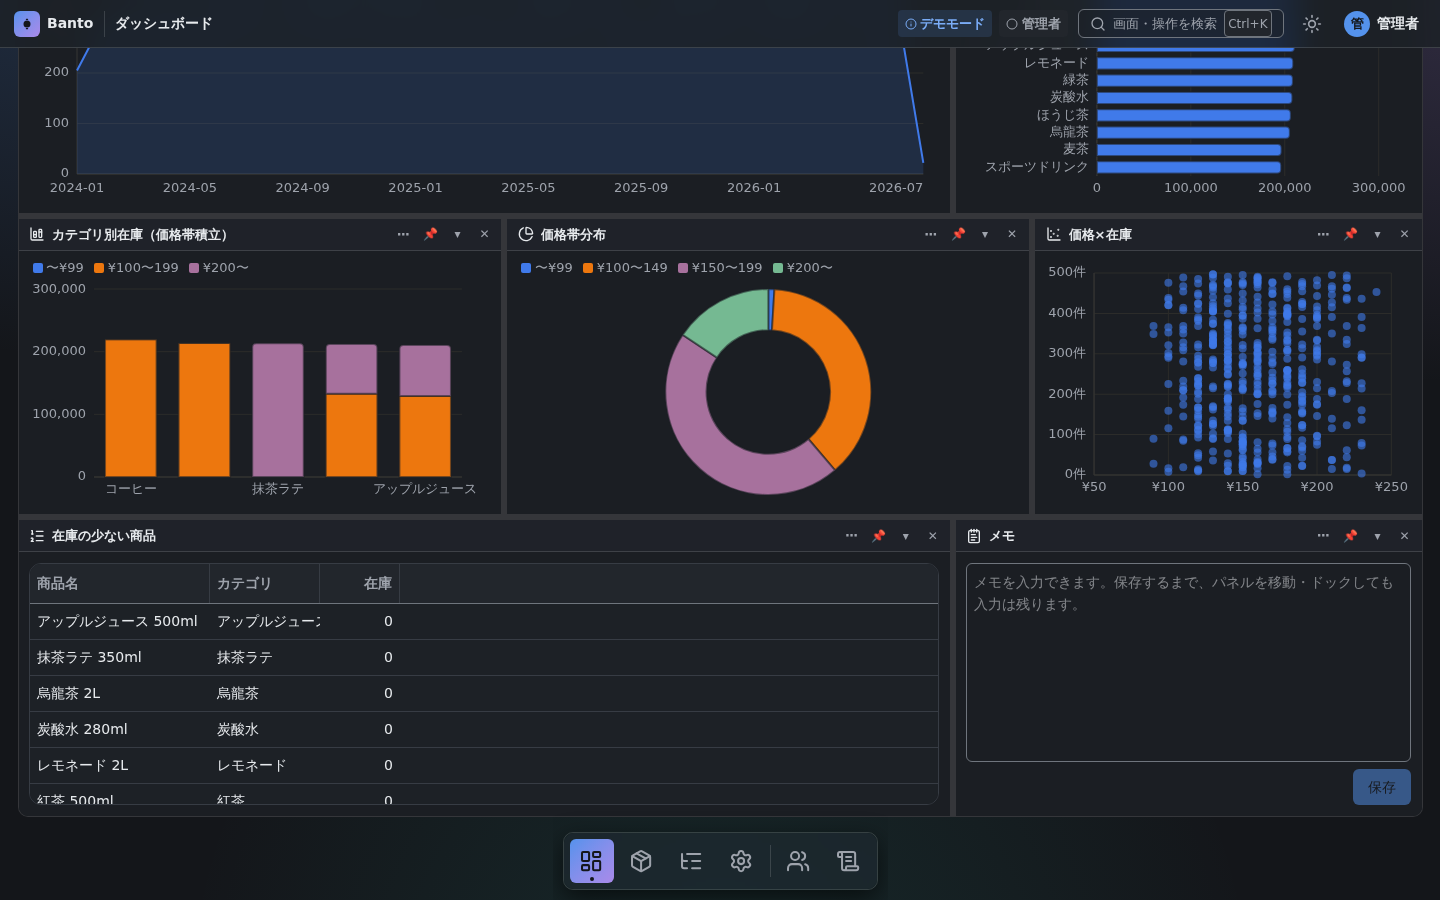 Banto
ダッシュボード
デモモード
管理者
画面・操作を検索
Ctrl+K
管
管理者
200
100
0
2024-01
2024-05
2024-09
2025-01
2025-05
2025-09
2026-01
2026-07
レモネード
緑茶
炭酸水
ほうじ茶
烏龍茶
麦茶
スポーツドリンク
0
100,000
200,000
300,000
カテゴリ別在庫（価格帯積立）
〜¥99
¥100〜199
¥200〜
300,000
200,000
100,000
0
コーヒー
抹茶ラテ
アップルジュース
価格帯分布
〜¥99
¥100〜149
¥150〜199
¥200〜
価格×在庫
500件
400件
300件
200件
100件
0件
¥50
¥100
¥150
¥200
¥250
在庫の少ない商品
商品名
カテゴリ
在庫
アップルジュース 500ml
アップルジュース
0
抹茶ラテ 350ml
抹茶ラテ
0
烏龍茶 2L
烏龍茶
0
炭酸水 280ml
炭酸水
0
レモネード 2L
レモネード
0
紅茶 500ml
紅茶
0
メモ
メモを入力できます。保存するまで、パネルを移動・ドックしても
入力は残ります。
保存